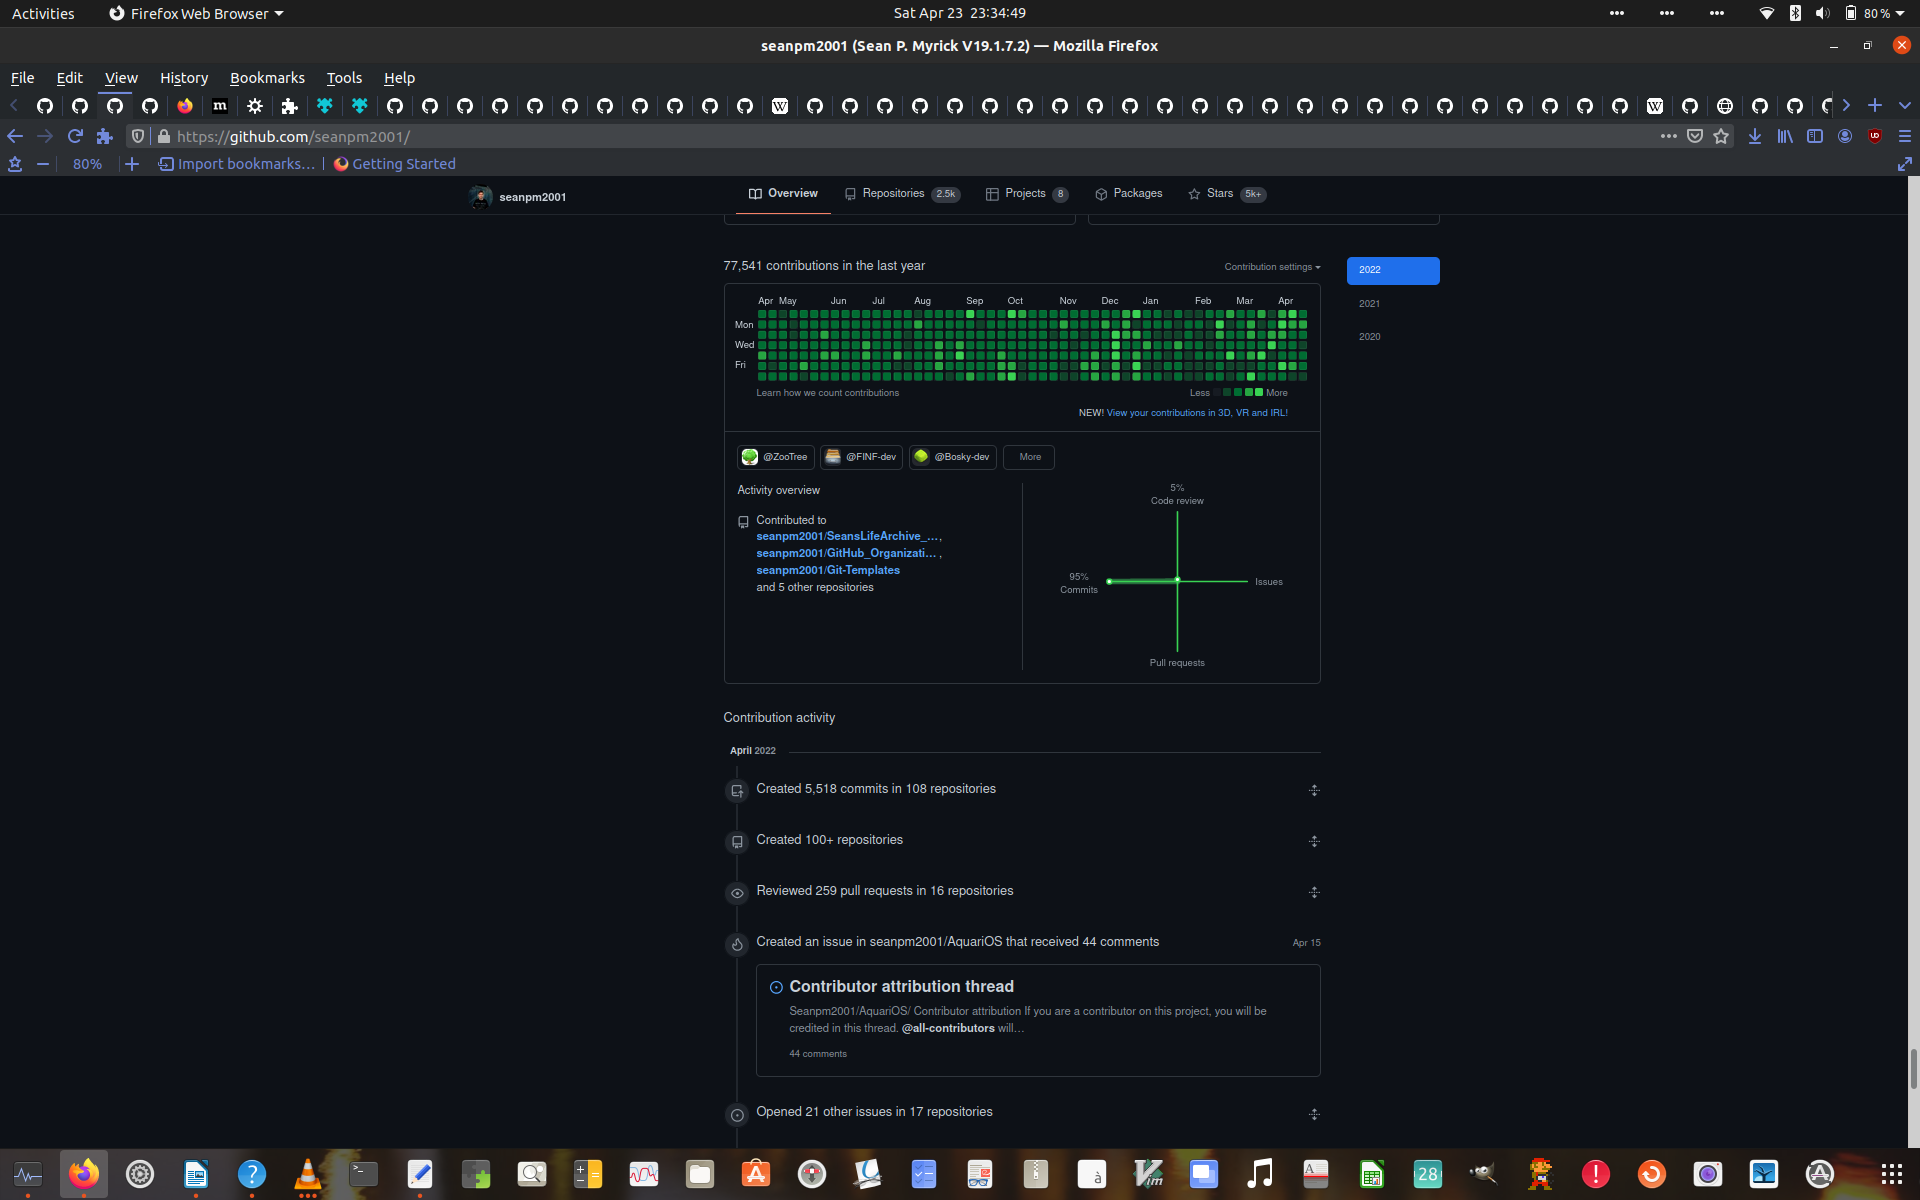 Activities
Firefox Web Browser
Sat Apr 23 23:34:49
80 %
seanpm2001 (Sean P. Myrick V19.1.7.2) — Mozilla Firefox
File Edit View History Bookmarks Tools Help
https://github.com/seanpm2001/
80%
Import bookmarks...
Getting Started
seanpm2001
Overview
Repositories 2.5k
Projects 8
Packages
Stars 5k+
77,541 contributions in the last year
Contribution settings
2022
2021
2020
Apr May Jun Jul Aug Sep Oct Nov Dec Jan Feb Mar Apr
Mon
Wed
Fri
Learn how we count contributions
Less
More
NEW! View your contributions in 3D, VR and IRL!
@ZooTree
@FINF-dev
@Bosky-dev
More
Activity overview
Contributed to
seanpm2001/SeansLifeArchive_...,
seanpm2001/GitHub_Organizati... ,
seanpm2001/Git-Templates
and 5 other repositories
5%
Code review
95%
Commits
Issues
Pull requests
Contribution activity
April 2022
Created 5,518 commits in 108 repositories
Created 100+ repositories
Reviewed 259 pull requests in 16 repositories
Created an issue in seanpm2001/AquariOS that received 44 comments
Apr 15
Contributor attribution thread
Seanpm2001/AquariOS/ Contributor attribution If you are a contributor on this project, you will be
credited in this thread. @all-contributors will...
44 comments
Opened 21 other issues in 17 repositories
28